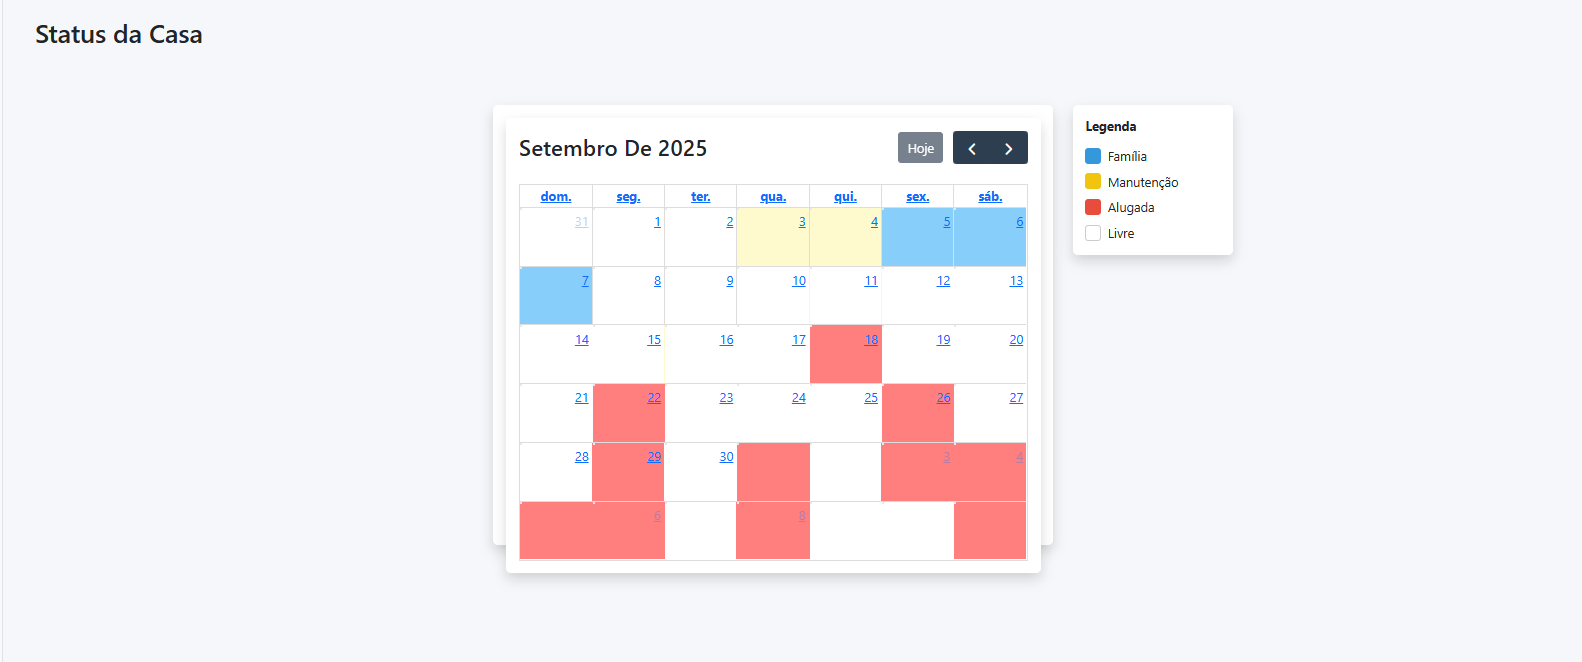 Status da Casa
Setembro De 2025
Hoje
dom. seg. ter. qua. qui. sex. sáb.
31 1 2 3 4 5 6
7 8 9 10 11 12 13
14 15 16 17 18 19 20
21 22 23 24 25 26 27
28 29 30 3 4
6 8
Legenda
Família
Manutenção
Alugada
Livre